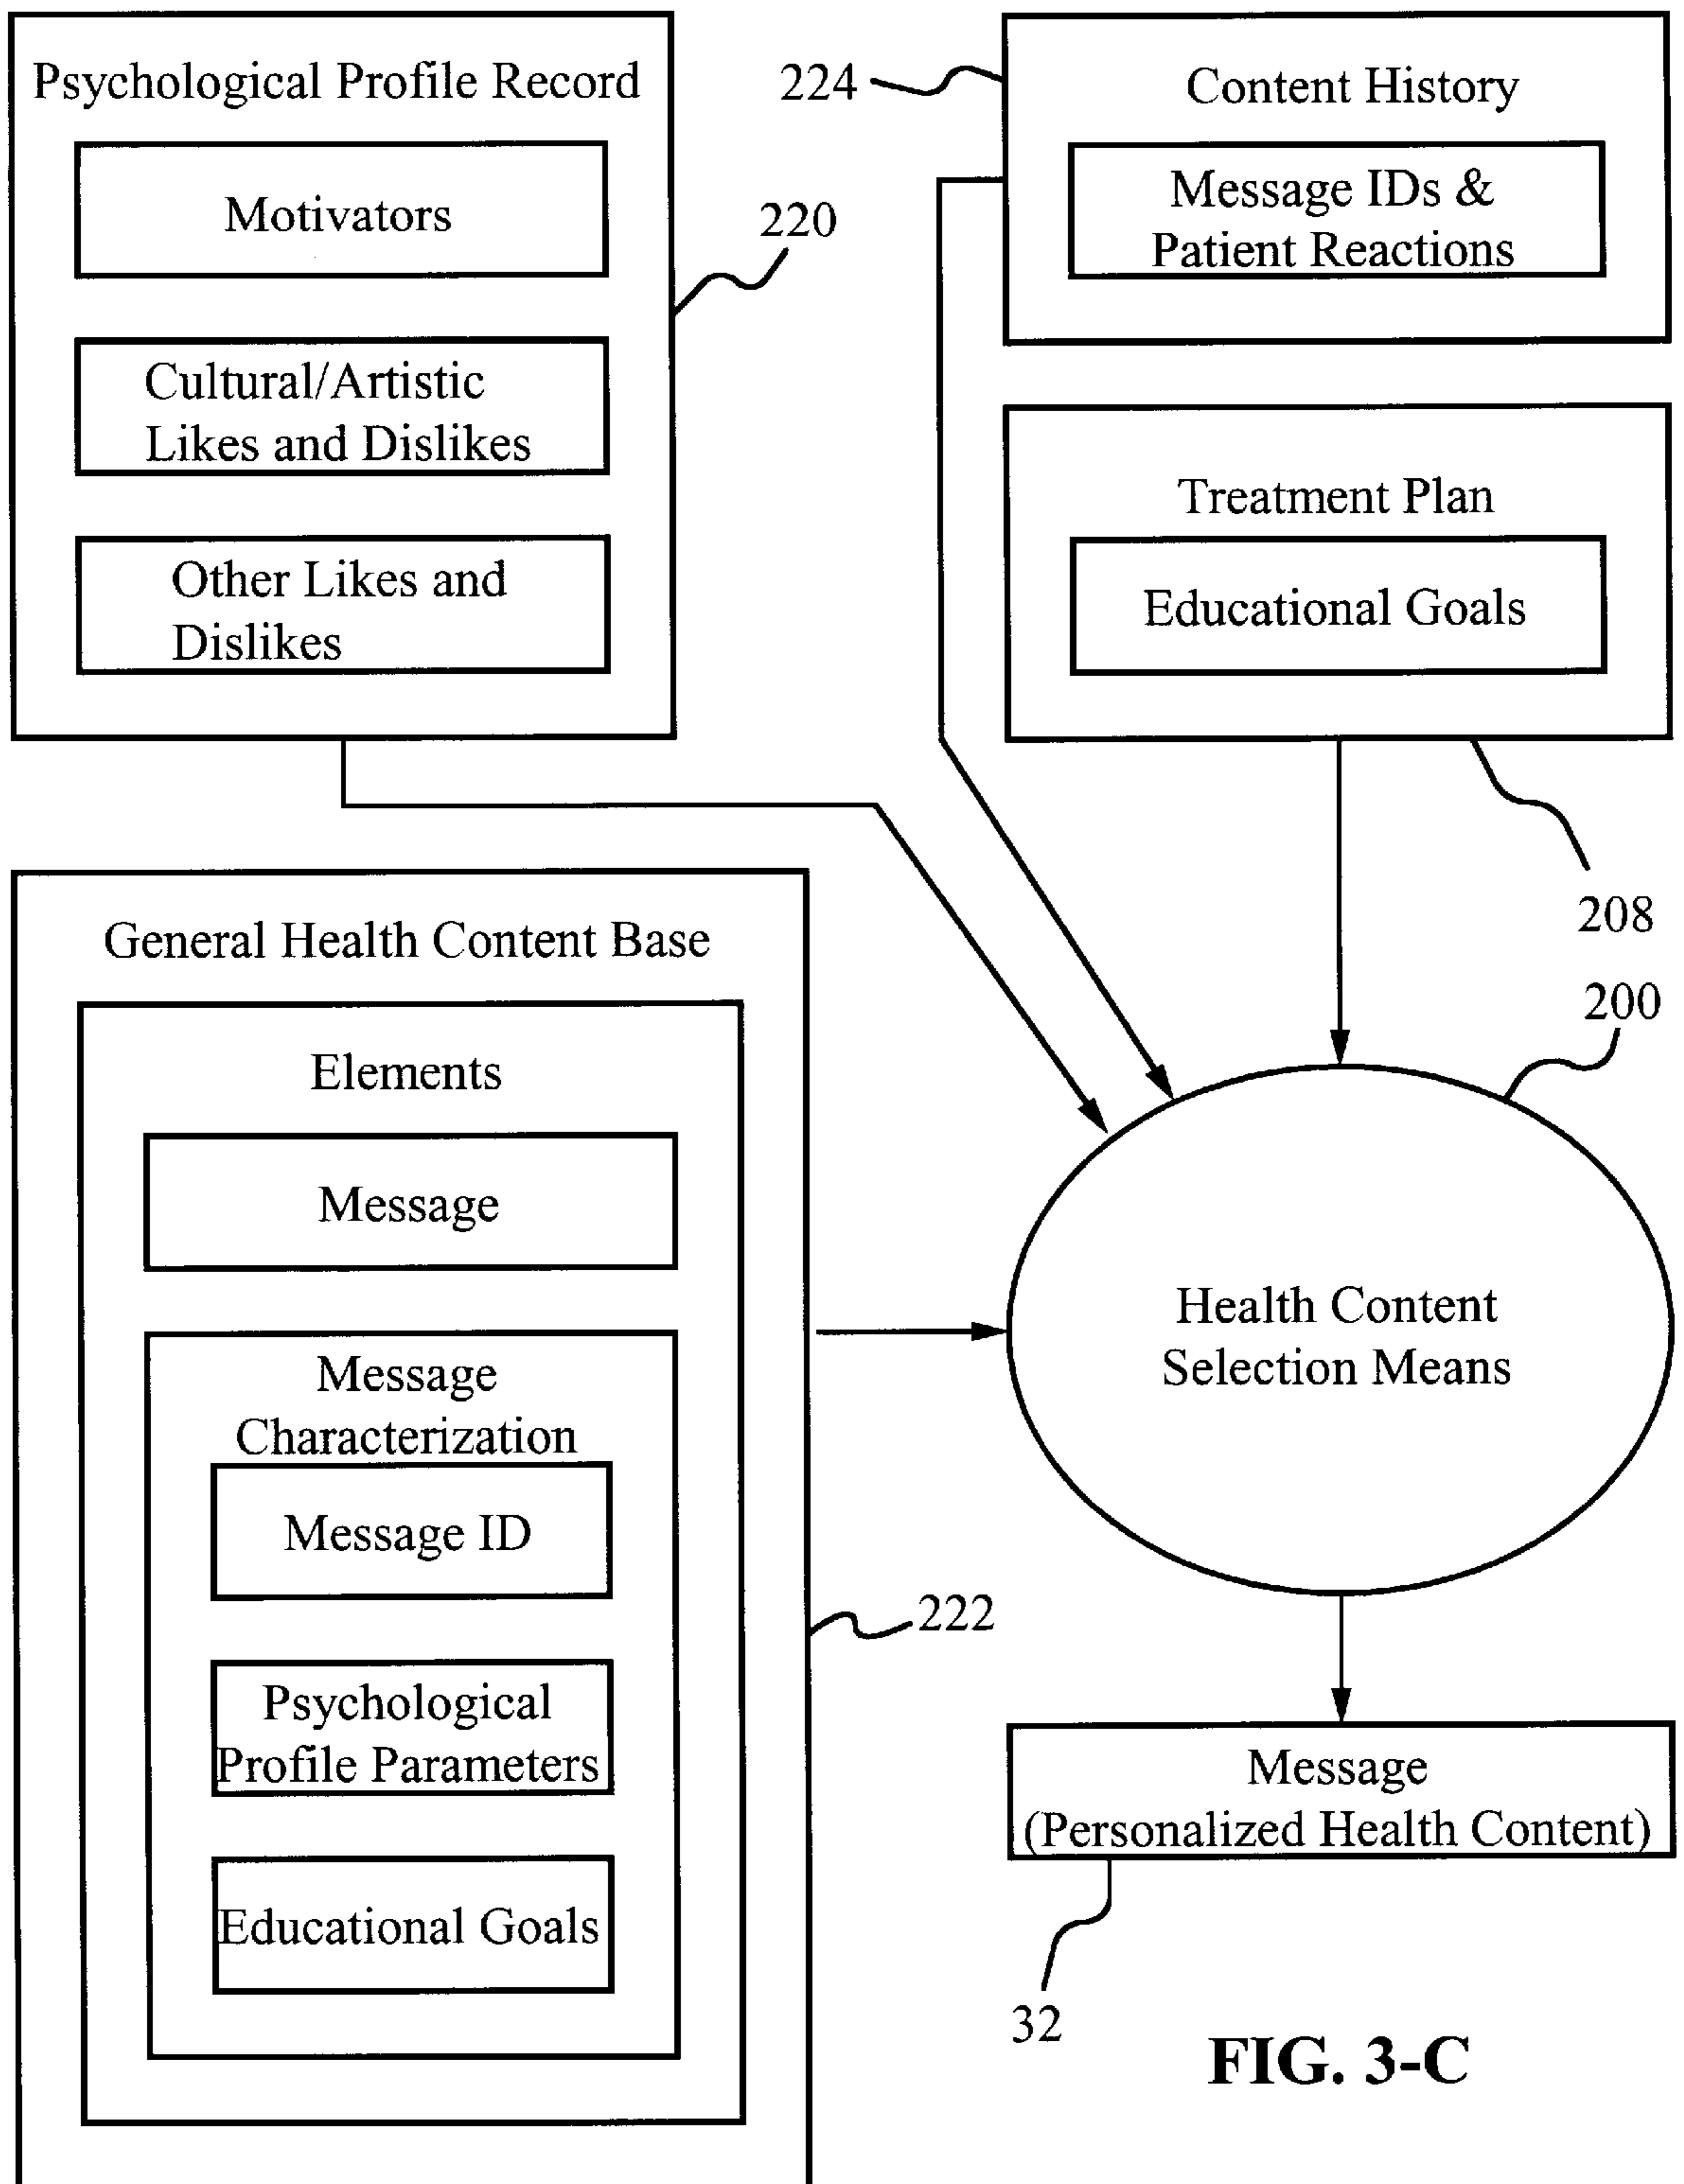 Psychological Profile Record
Motivators
Cultural/Artistic
Likes and Dislikes
Other Likes and
Dislikes
220
224
Content History
Message IDs &
Patient Reactions
Treatment Plan
Educational Goals
208
200
General Health Content Base
Elements
Message
Message
Characterization
Message ID
Psychological
Profile Parameters
Educational Goals
222
Health Content
Selection Means
Message
(Personalized Health Content)
32
FIG. 3-C